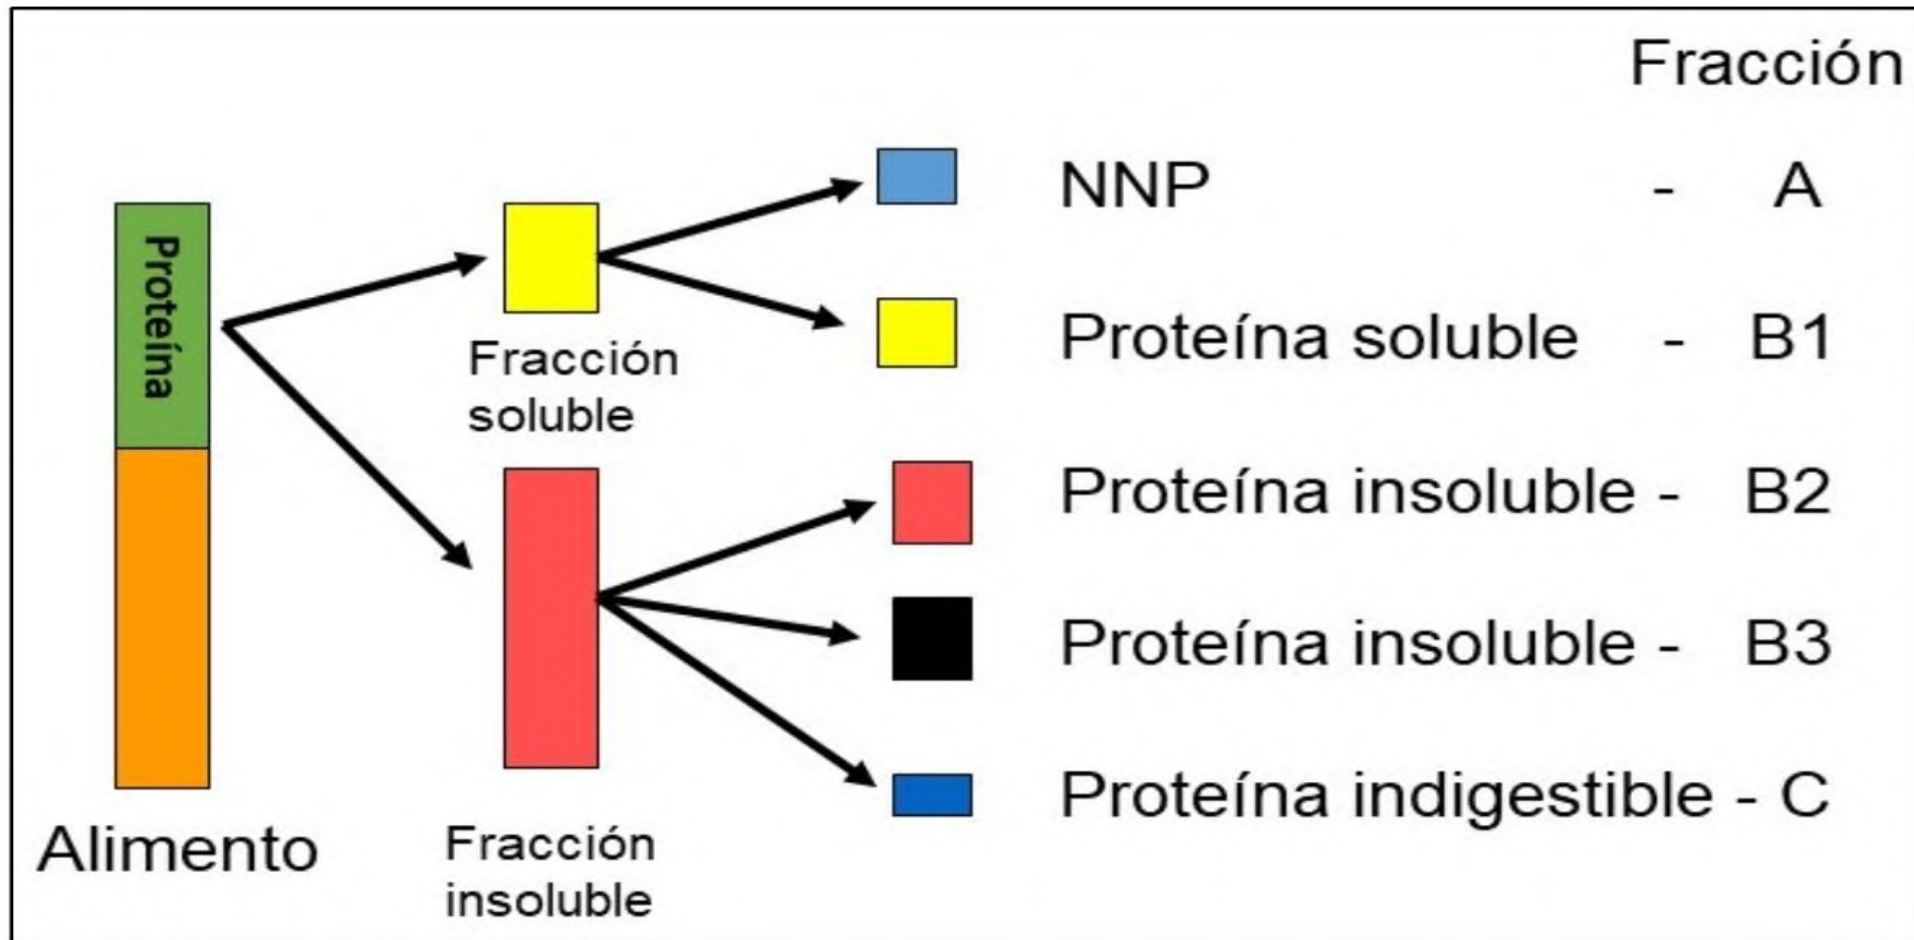 Fracción
NNP - A
Proteína
Fracción
soluble
Proteína soluble - B1
Proteína insoluble - B2
Proteína insoluble - B3
Proteína indigestible - C
Alimento
Fracción
insoluble